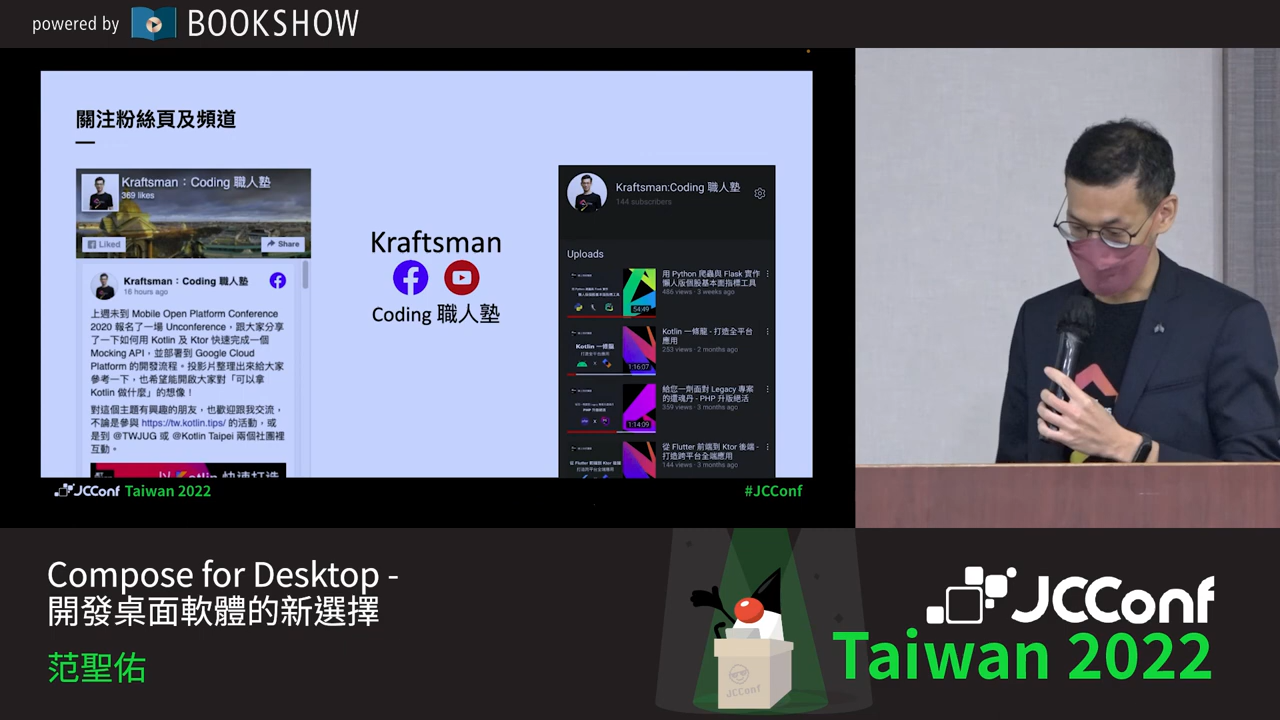 powered by BOOKSHOW
關注粉絲頁及頻道
Kraftsman：Coding 職人塾
369 likes
Liked
Share
Kraftsman：Coding 職人塾
16 hours ago
上週末到 Mobile Open Platform Conference
2020 報名了一場 Unconference，跟大家分享
了一下如何用 Kotlin 及 Ktor 快速完成一個
Mocking API，並部署到 Google Cloud
Platform 的開發流程。投影片整理出來給大家
參考一下，也希望能開啟大家對「可以拿
Kotlin 做什麼」的想像！
對這個主題有興趣的朋友，也歡迎跟我交流，
不論是參與 https://tw.kotlin.tips/ 的活動，或
是到 @TWJUG 或 @Kotlin Taipei 兩個社團裡
互動。
Kraftsman
Coding 職人塾
Kraftsman:Coding 職人塾
144 subscribers
Uploads
用 Python 爬蟲與 Flask 實作
懶人版個股基本面指標工具
486 views · 3 weeks ago
54:49
Kotlin 一條龍 - 打造全平台
應用
253 views · 2 months ago
Kotlin 一條龍
1:16:07
給您一劑面對 Legacy 專案
的還魂丹 - PHP 升版絕活
359 views · 3 months ago
1:14:09
從 Flutter 前端到 Ktor 後端 -
打造跨平台全端應用
144 views · 3 months ago
JCConf Taiwan 2022
#JCConf
Compose for Desktop -
開發桌面軟體的新選擇
范聖佑
JCConf
JCConf
Taiwan 2022